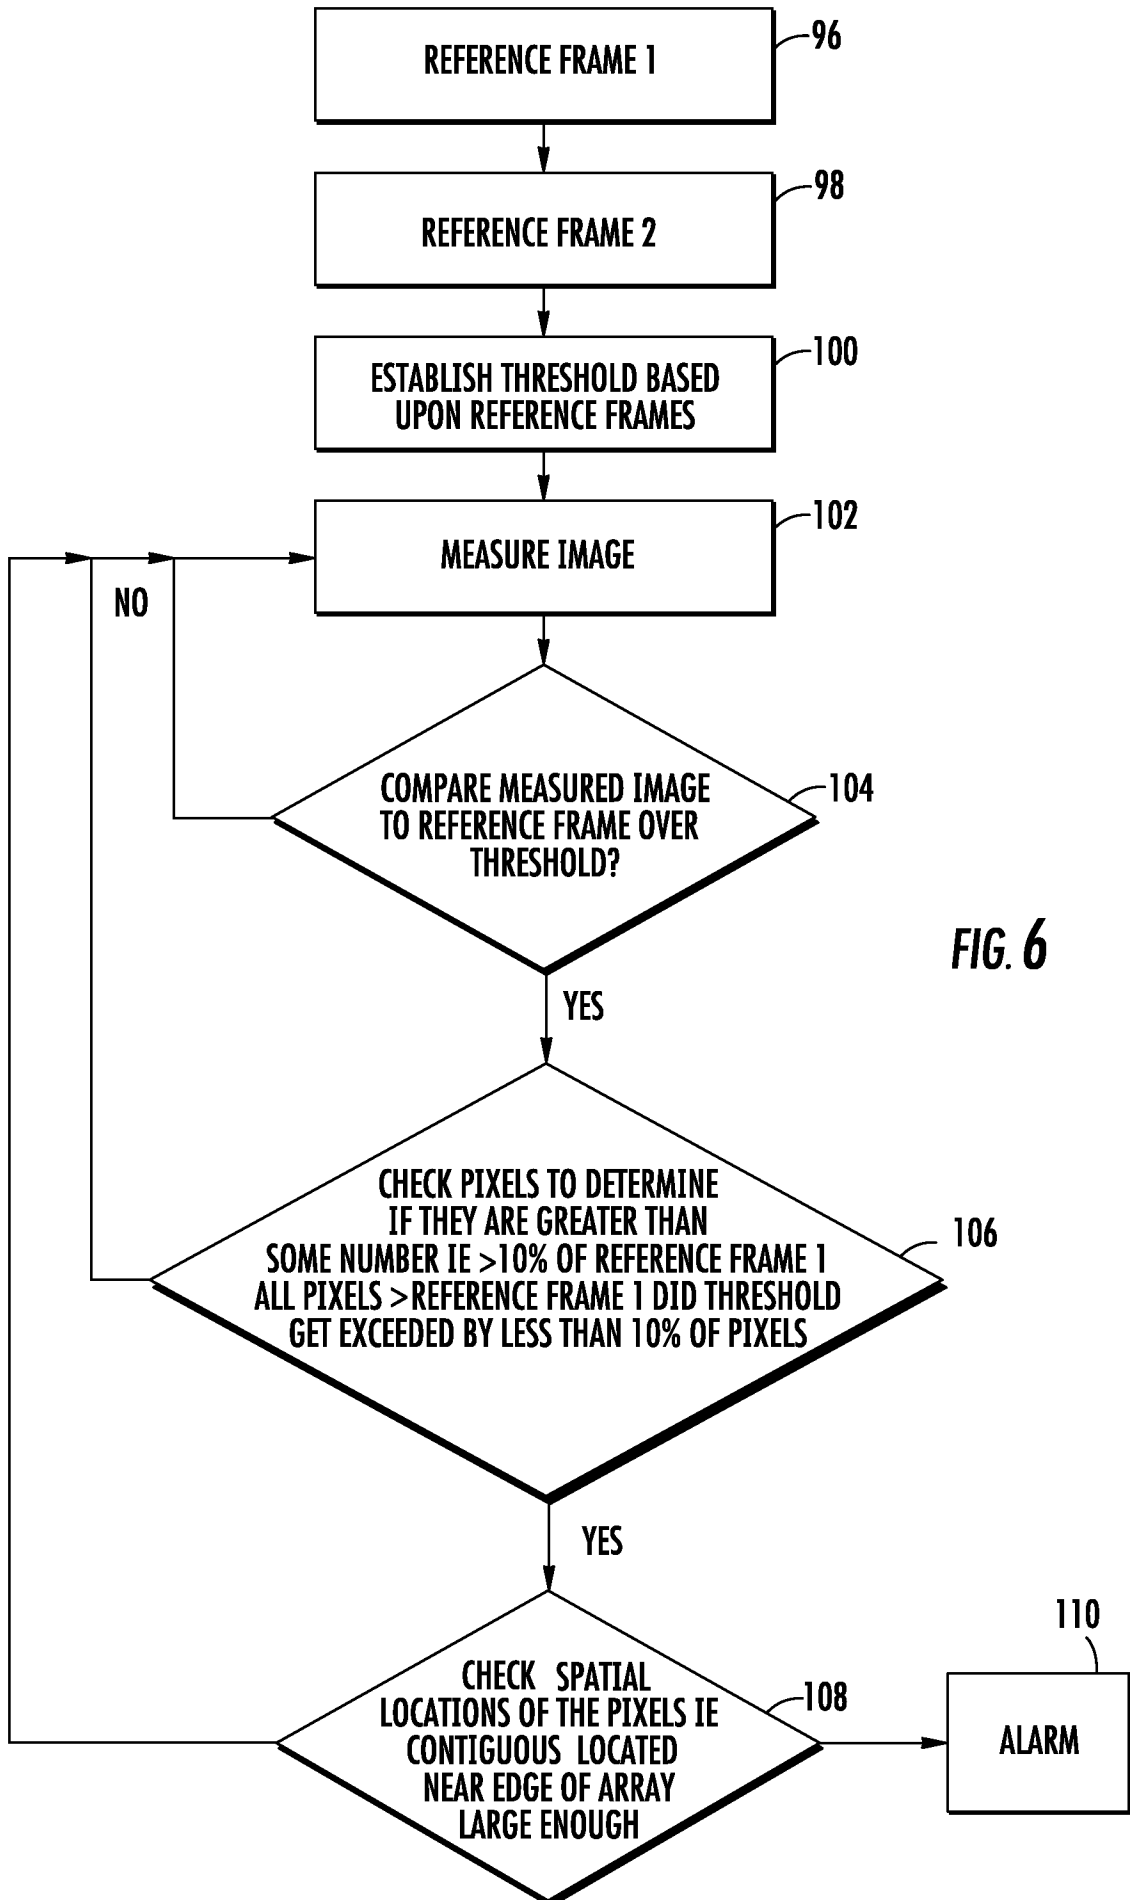 REFERENCE FRAME 1
96
REFERENCE FRAME 2
98
ESTABLISH THRESHOLD BASED
UPON REFERENCE FRAMES
100
MEASURE IMAGE
102
NO
COMPARE MEASURED IMAGE
TO REFERENCE FRAME OVER
THRESHOLD?
104
FIG. 6
YES
CHECK PIXELS TO DETERMINE
IF THEY ARE GREATER THAN
SOME NUMBER IE >10% OF REFERENCE FRAME 1
ALL PIXELS >REFERENCE FRAME 1 DID THRESHOLD
GET EXCEEDED BY LESS THAN 10% OF PIXELS
106
YES
CHECK SPATIAL
LOCATIONS OF THE PIXELS IE
CONTIGUOUS LOCATED
NEAR EDGE OF ARRAY
LARGE ENOUGH
108
110
ALARM